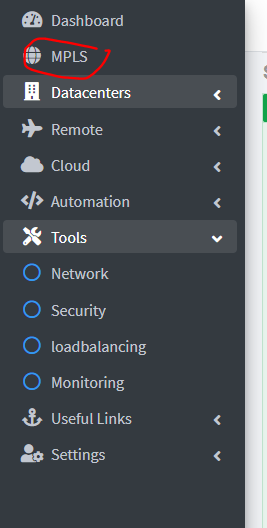 Dashboard
MPLS
Datacenters
Remote
Cloud
Automation
Tools
Network
Security
loadbalancing
Monitoring
Useful Links
Settings